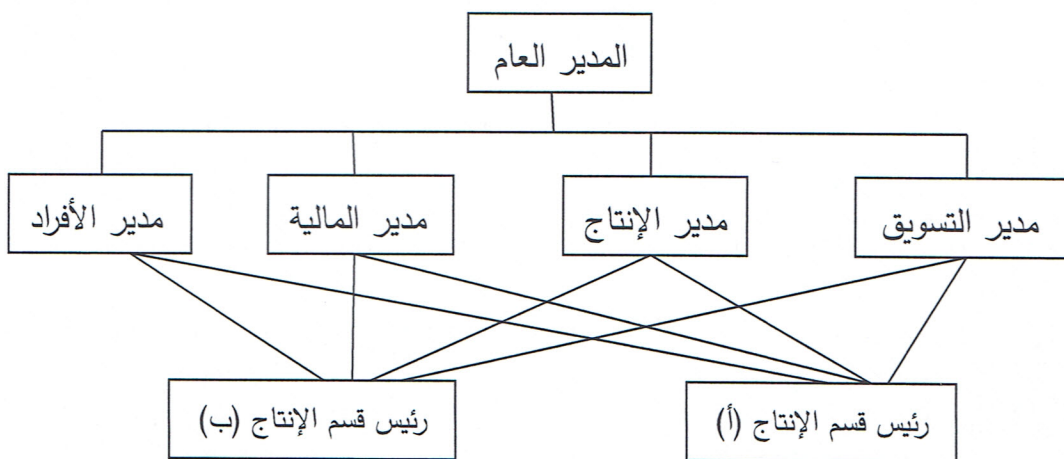 المدير العام
مدير التسويق
مدير الإنتاج
مدير المالية
مدير الأفراد
رئيس قسم الإنتاج (أ)
رئيس قسم الإنتاج (ب)